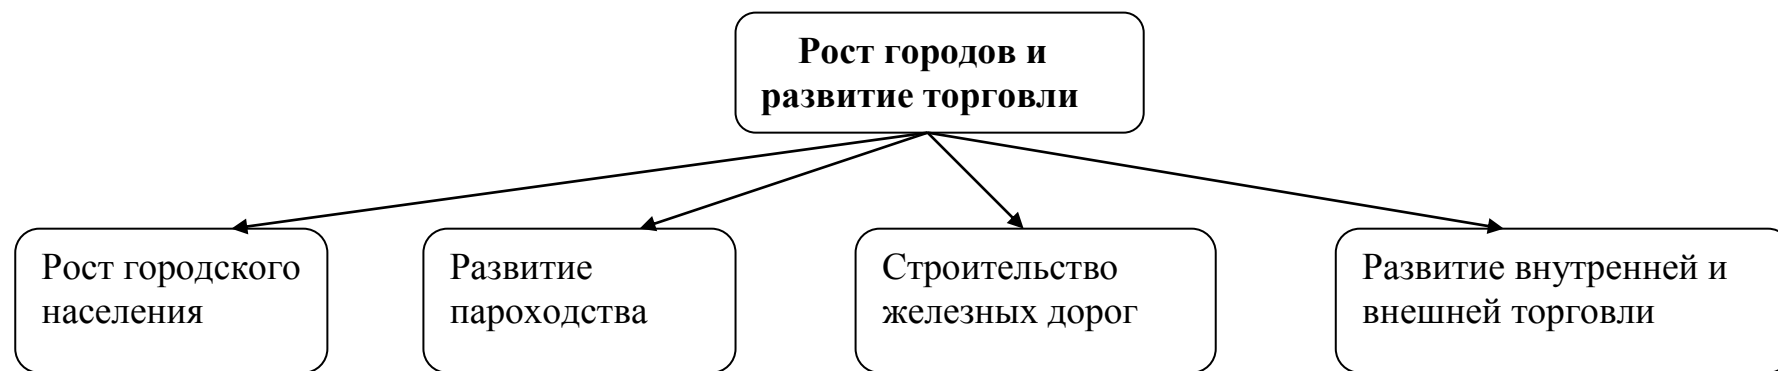 Рост городов и
развитие торговли
Рост городского
населения
Развитие
пароходства
Строительство
железных дорог
Развитие внутренней и
внешней торговли